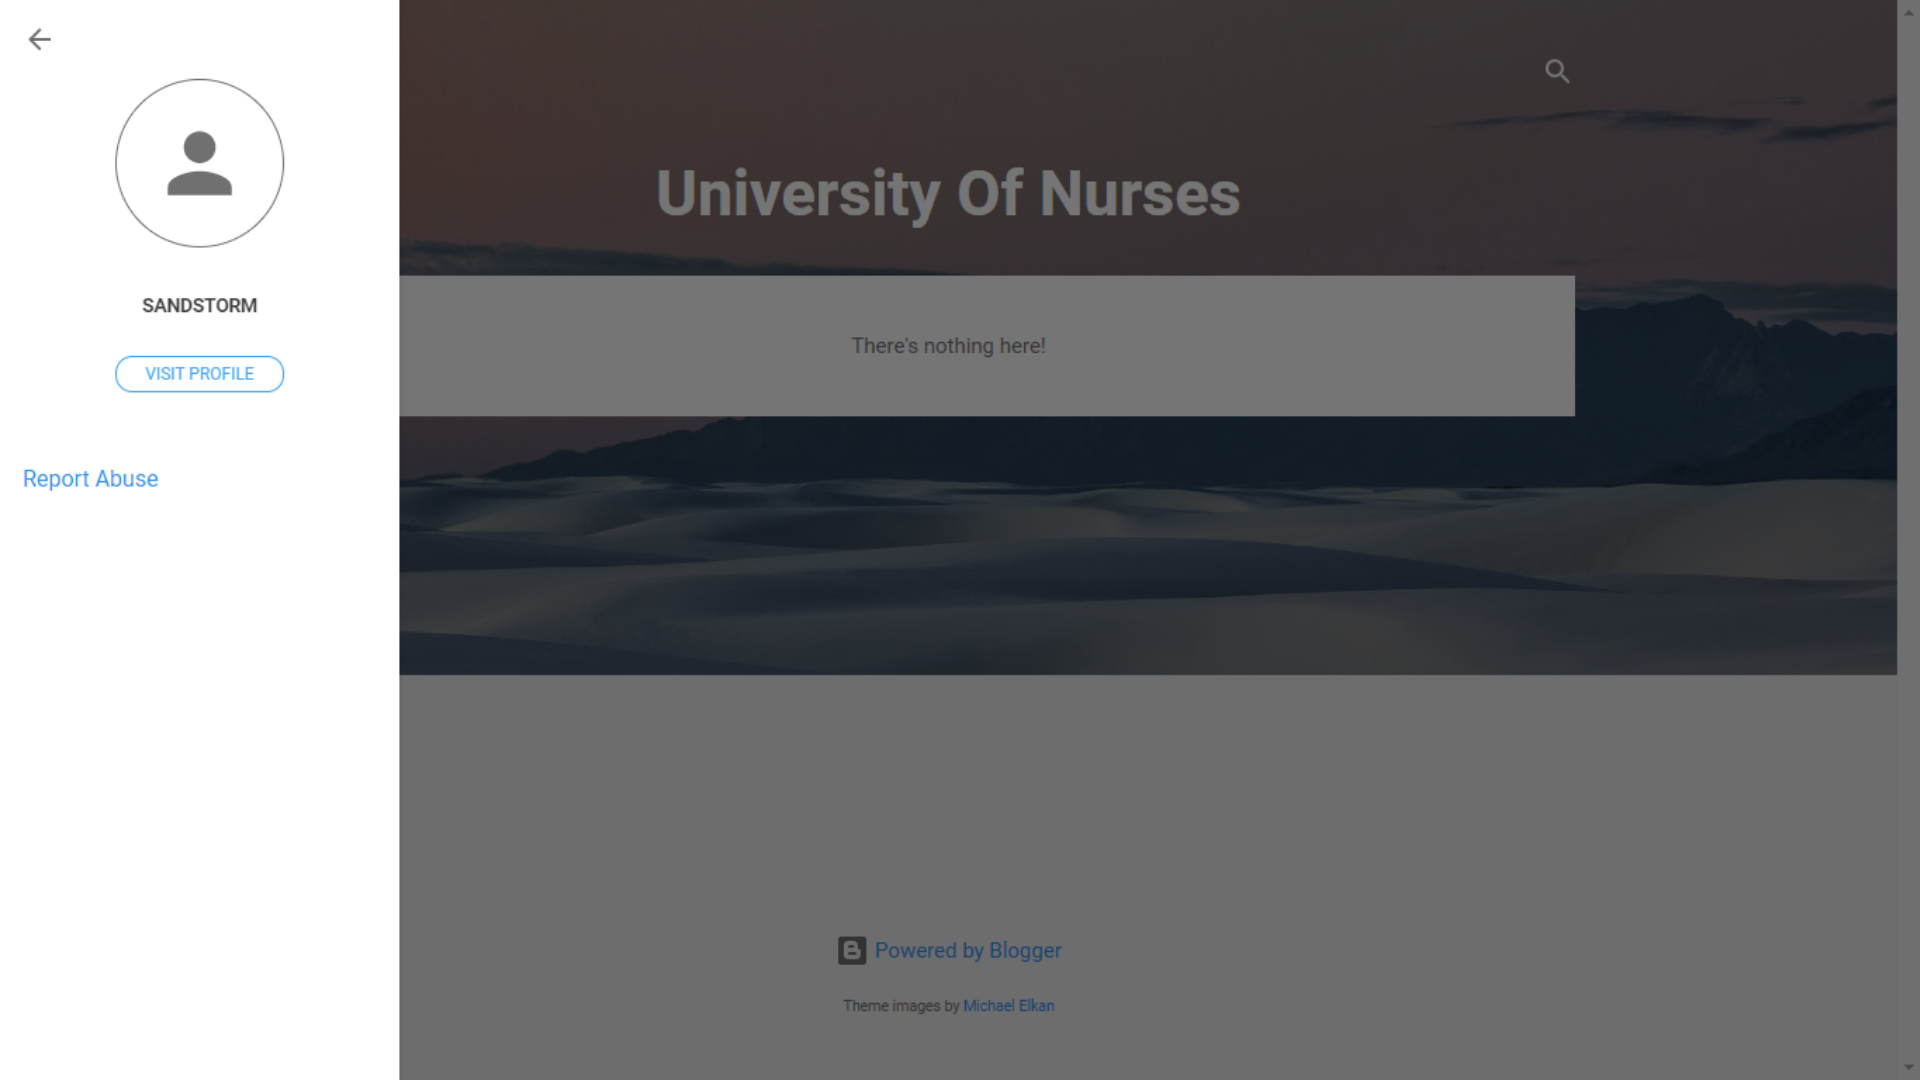 SANDSTORM
VISIT PROFILE
Report Abuse
University Of Nurses
There's nothing here!
Powered by Blogger
Theme images by Michael Elkan